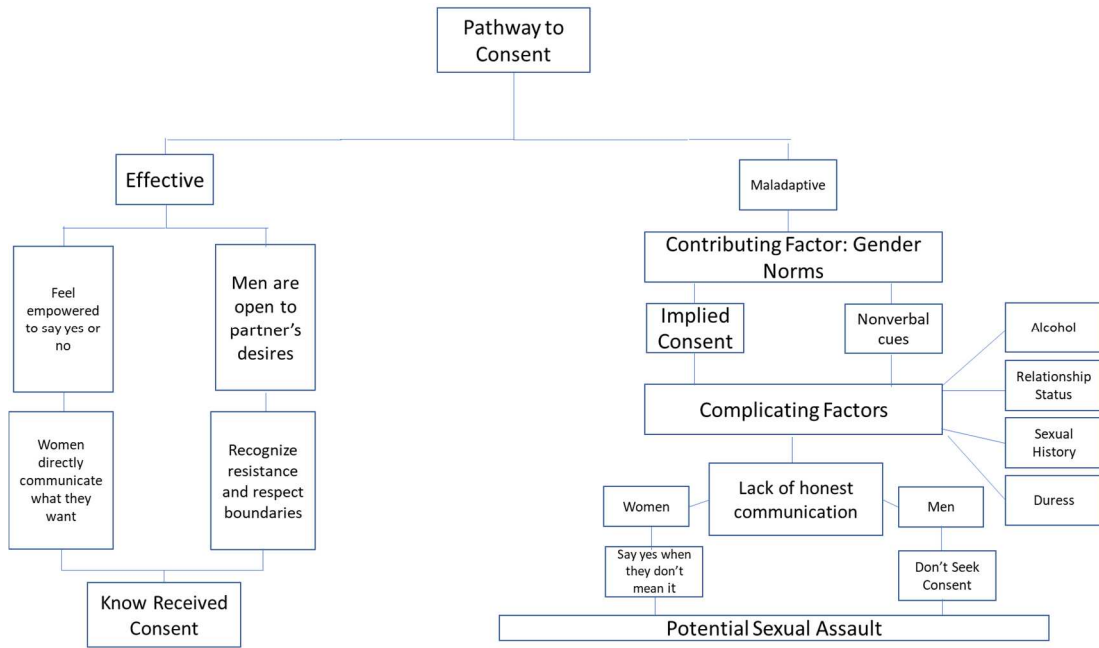 Pathway to
Consent
Effective
Maladaptive
Feel
empowered
to say yes or
no
Men are
open to
partner's
desires
Women
directly
communicate
what they
want
Recognize
resistance
and respect
boundaries
Know Received
Consent
Contributing Factor: Gender
Norms
Implied
Consent
Nonverbal
cues
Complicating Factors
Alcohol
Relationship
Status
Sexual
History
Duress
Lack of honest
communication
Women
Men
Say yes when
they don't
mean it
Don't Seek
Consent
Potential Sexual Assault